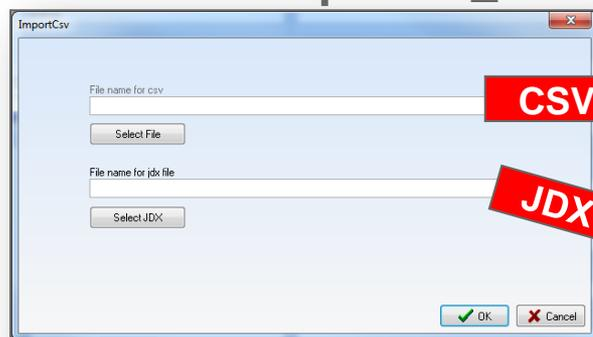 ImportCsv
File name for csv
CSV
Select File
File name for jdx file
JDX
Select JDX
OK Cancel